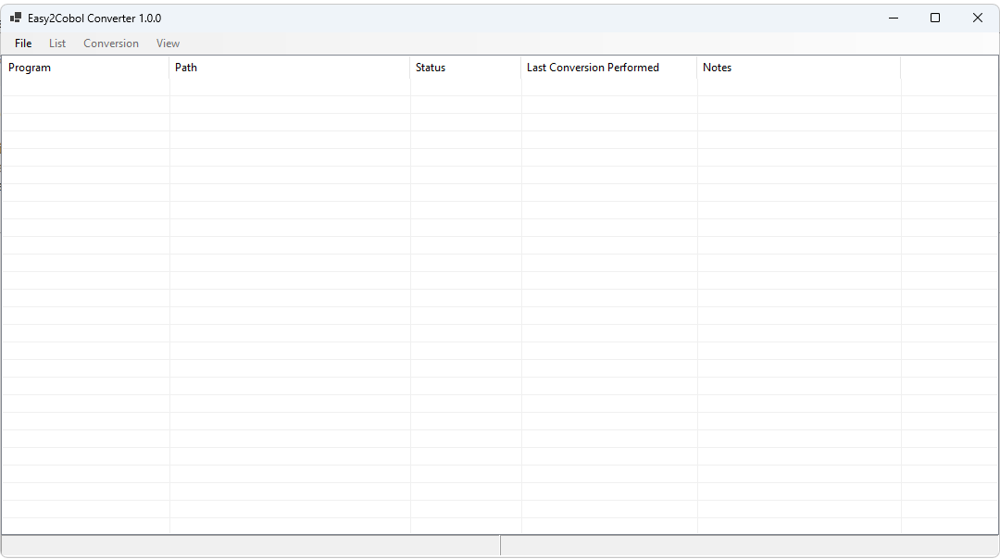 Easy2Cobol Converter 1.0.0
File List Conversion View
Program Path Status Last Conversion Performed Notes